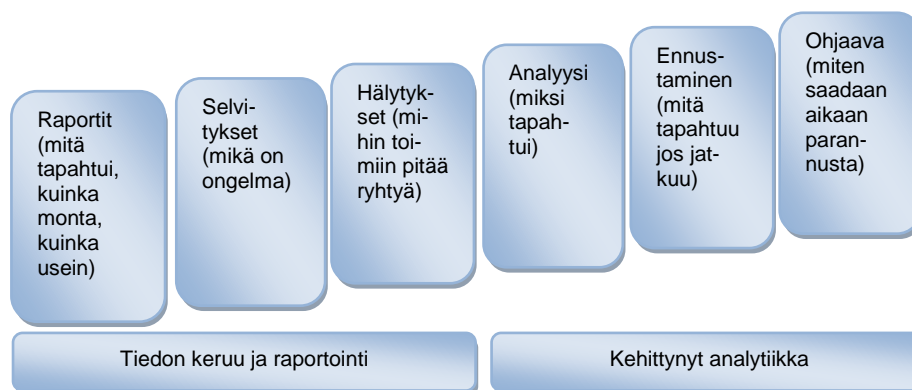 Raportit
(mitä
tapahtui,
kuinka
monta,
kuinka
usein)
Selvi-
tykset
(mikä on
ongelma)
Hälytyk-
set (mi-
hin toi-
miin pitää
ryhtyä)
Analyysi
(miksi
tapah-
tui)
Ennus-
taminen
(mitä
tapahtuu
jos jat-
kuu)
Ohjaava
(miten
saadaan
aikaan
paran-
nusta)
Tiedon keruu ja raportointi
Kehittynyt analytiikka